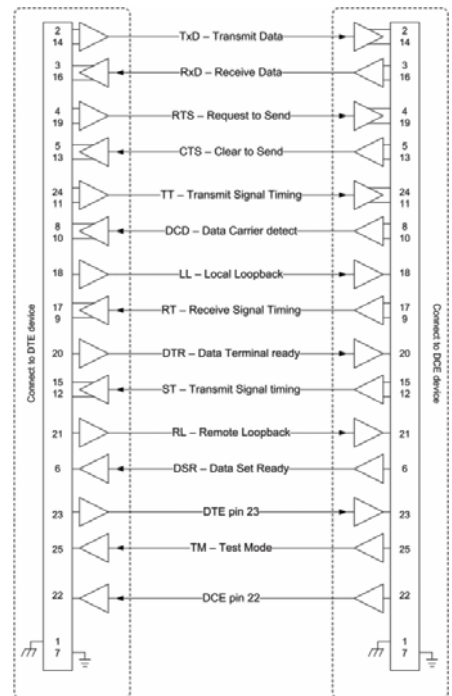 2
14
TxD – Transmit Data
2
14
3
16
RxD – Receive Data
3
16
4
19
RTS – Request to Send
4
19
5
13
CTS – Clear to Send
5
13
24
11
TT – Transmit Signal Timing
24
11
8
10
DCD – Data Carrier detect
8
10
18
LL – Local Loopback
18
17
9
RT – Receive Signal Timing
17
9
20
DTR – Data Terminal ready
20
15
12
ST – Transmit Signal timing
15
12
21
RL – Remote Loopback
21
6
DSR – Data Set Ready
6
23
DTE pin 23
23
25
TM – Test Mode
25
22
DCE pin 22
22
1
7
1
7
Connect to DTE device
Connect to DCE device